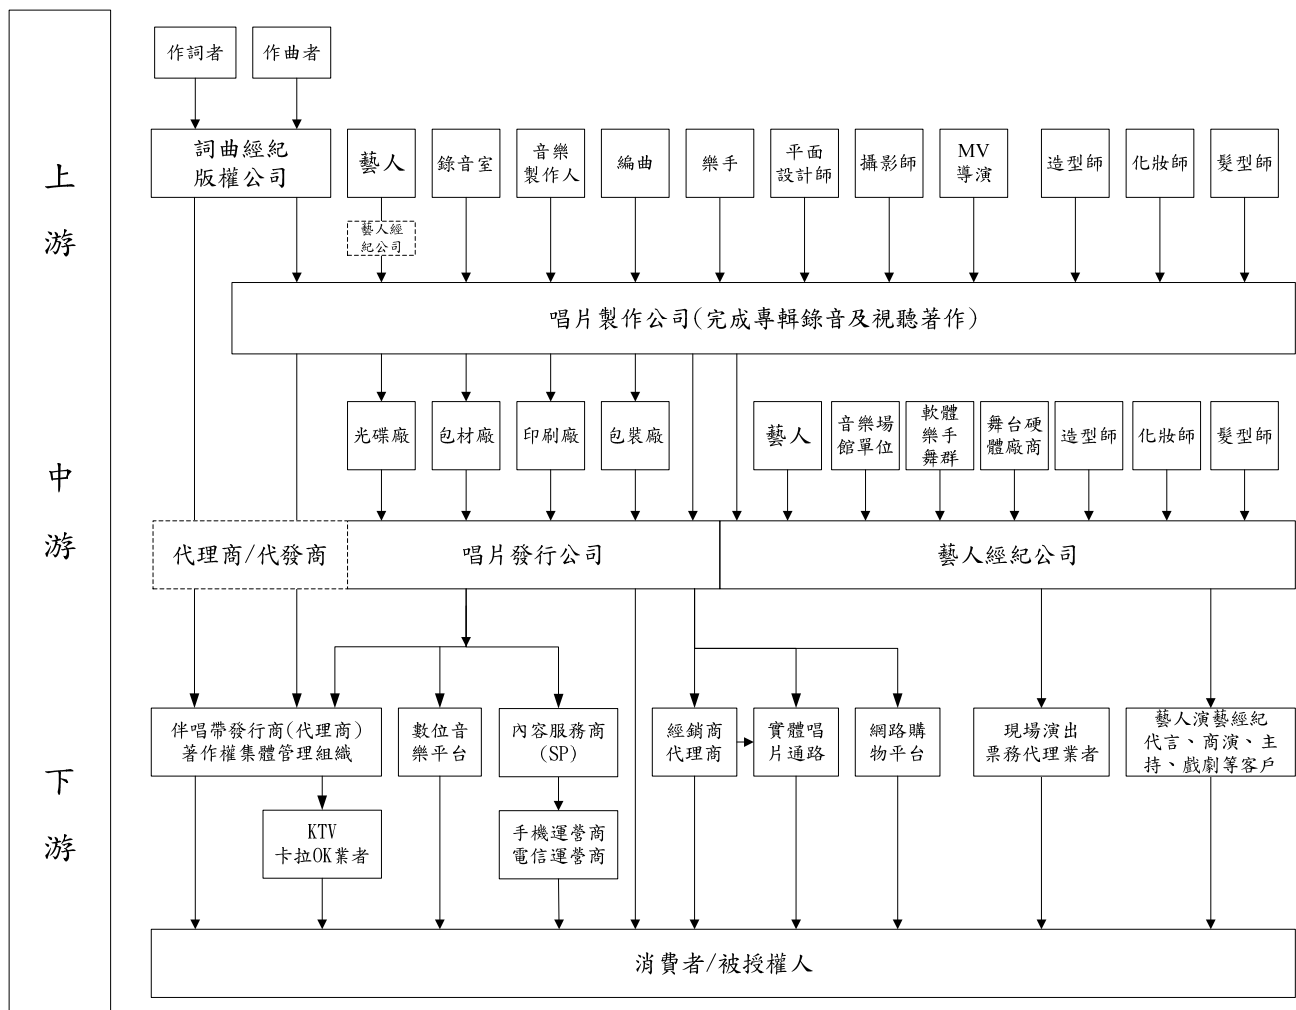 上
游
中
游
下
游
作詞者
作曲者
詞曲經紀
版權公司
藝人
錄音室
音樂
製作人
編曲
樂手
平面
設計師
攝影師
MV
導演
造型師
化妝師
髮型師
藝人經
紀公司
唱片製作公司(完成專輯錄音及視聽著作)
光碟廠
包材廠
印刷廠
包裝廠
藝人
音樂場
館單位
軟體
樂手
舞群
舞台硬
體廠商
造型師
化妝師
髮型師
代理商/代發商
唱片發行公司
藝人經紀公司
伴唱帶發行商(代理商)
著作權集體管理組織
數位音
樂平台
內容服務商
(SP)
經銷商
代理商
實體唱
片通路
網路購
物平台
現場演出
票務代理業者
藝人演藝經紀
代言、商演、主
持、戲劇等客戶
KTV
卡拉OK業者
手機運營商
電信運營商
消費者/被授權人